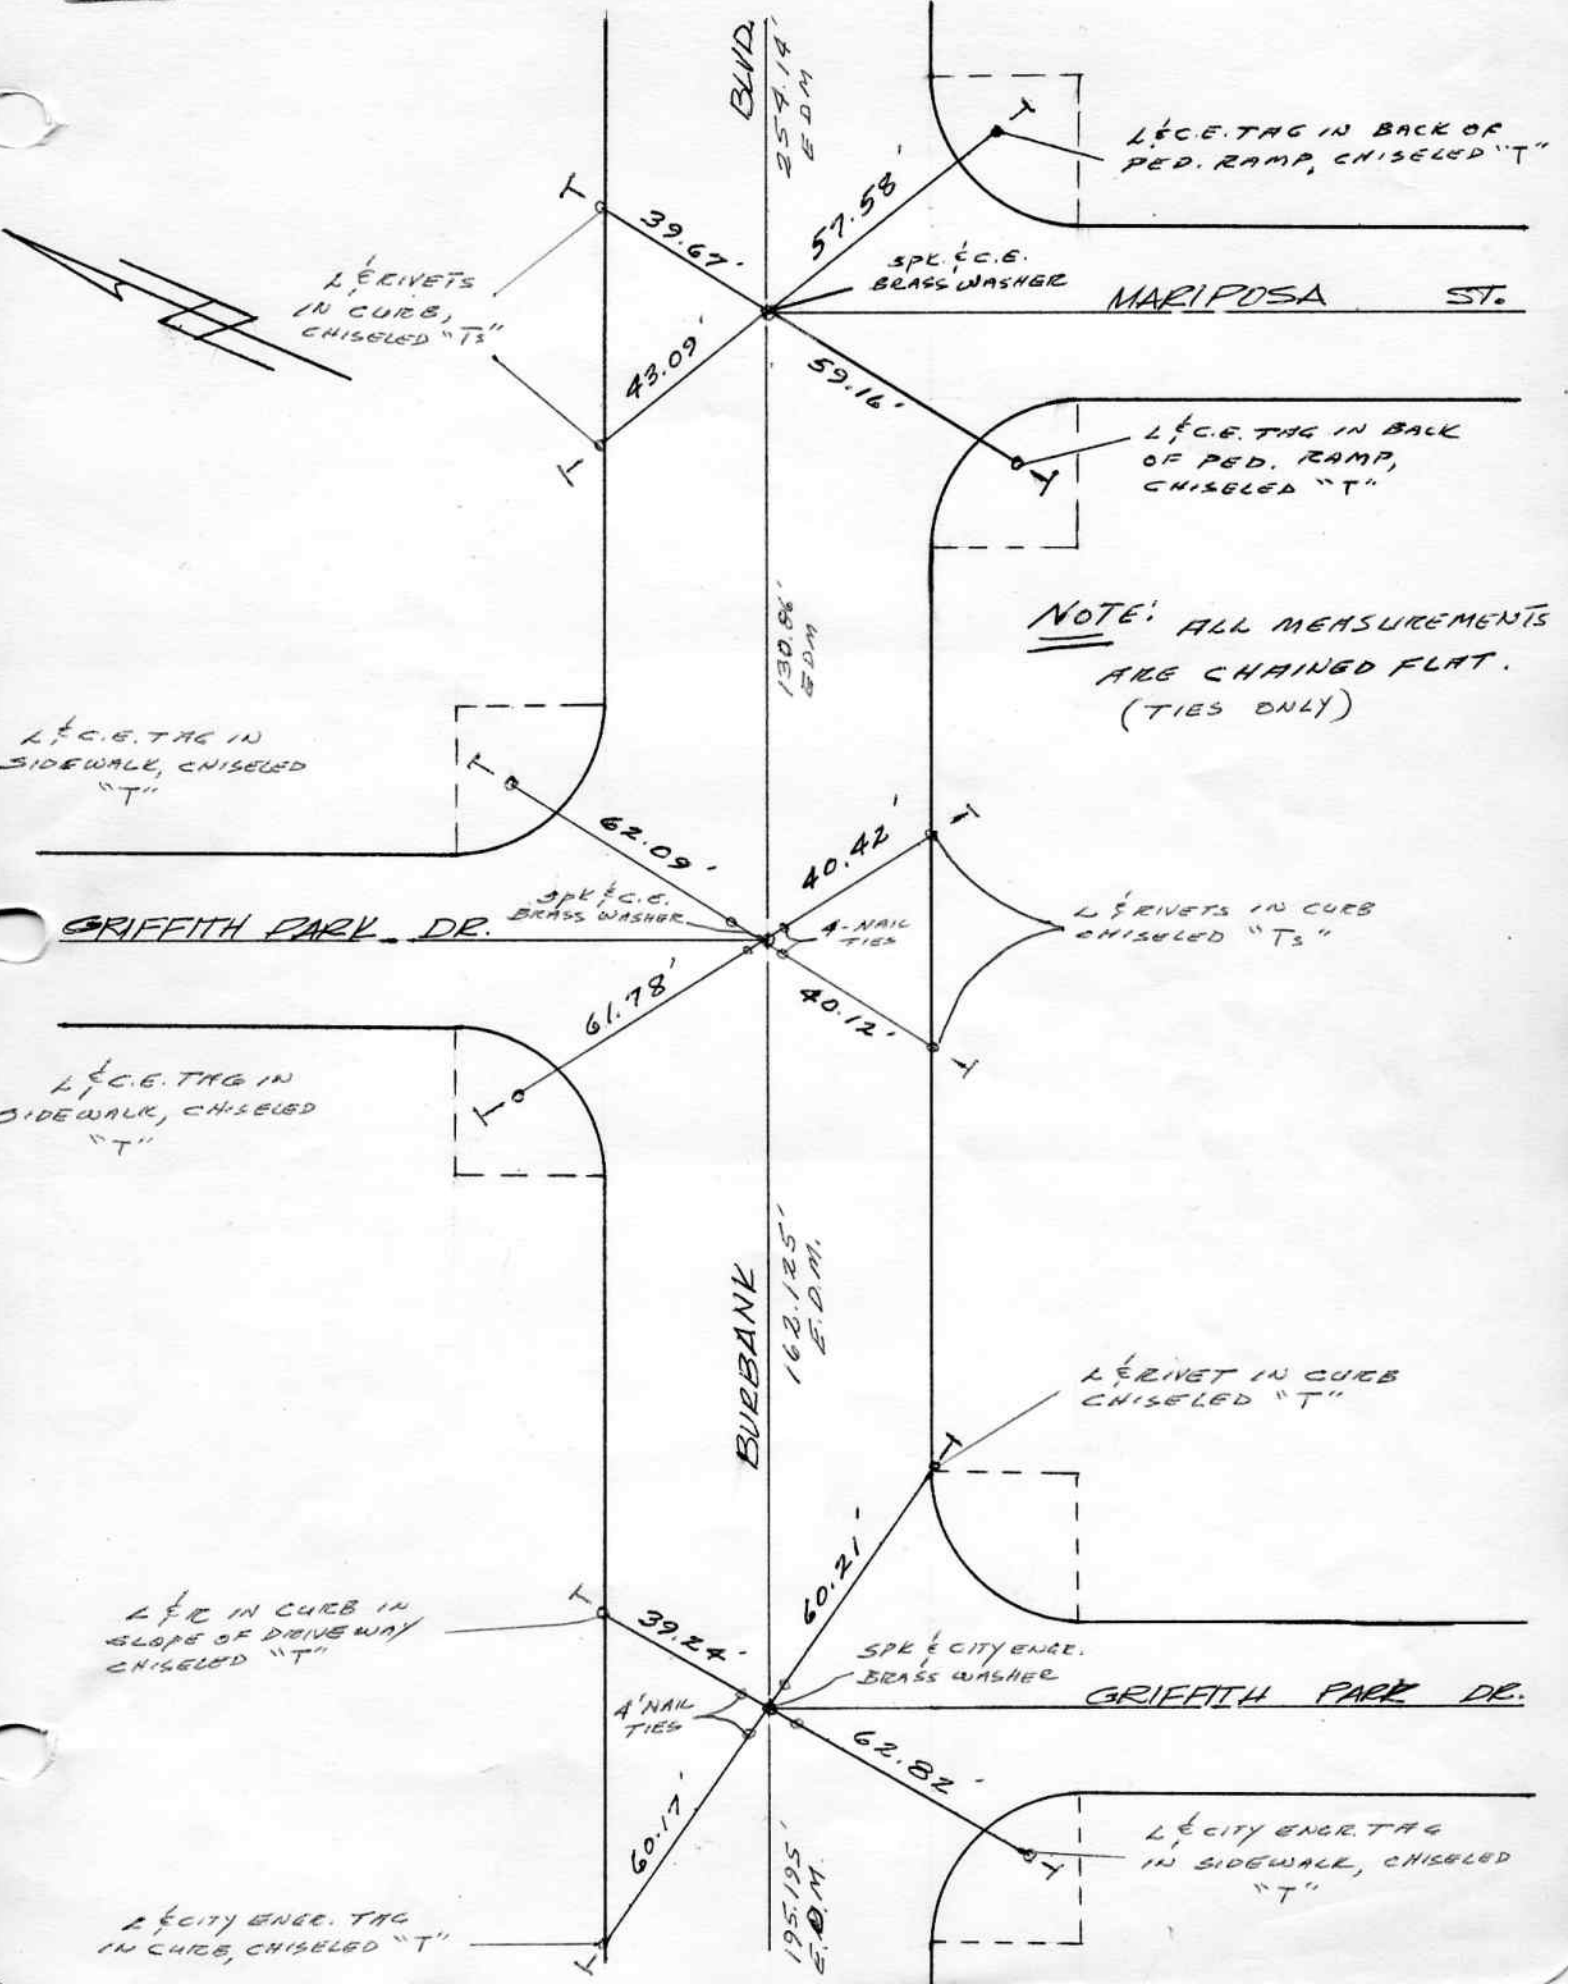 BLVD.
254.14'
EDM
T
L & C.E. TAG IN BACK OF
PED. RAMP, CHISELED "T"
T
39.67'
57.58'
SPK. & C.E.
BRASS WASHER
MARIPOSA ST.
L & RIVETS
IN CURB,
CHISELED "Ts"
43.09'
59.16'
T
L & C.E. TAG IN BACK
OF PED. RAMP,
CHISELED "T"
T
130.86'
EDM
NOTE: ALL MEASUREMENTS
ARE CHAINED FLAT.
(TIES ONLY)
L & C.E. TAG IN
SIDEWALK, CHISELED
"T"
T
62.09'
40.42'
T
SPK & C.E.
BRASS WASHER
GRIFFITH PARK DR.
4-NAIL
TIES
L & RIVETS IN CURB
CHISELED "Ts"
61.78'
40.12'
T
L & C.E. TAG IN
SIDEWALK, CHISELED
"T"
T
162.125'
E.D.M.
BURBANK
L & RIVET IN CURB
CHISELED "T"
T
60.21'
T
L & R IN CURB IN
SLOPE OF DRIVEWAY
CHISELED "T"
39.24'
SPK & CITY ENGR.
BRASS WASHER
GRIFFITH PARK DR.
4' NAIL
TIES
62.82'
60.17'
L & CITY ENGR. TAG
IN SIDEWALK, CHISELED
"T"
T
195.195'
E.D.M.
L & CITY ENGR. TAG
IN CURB, CHISELED "T"
T